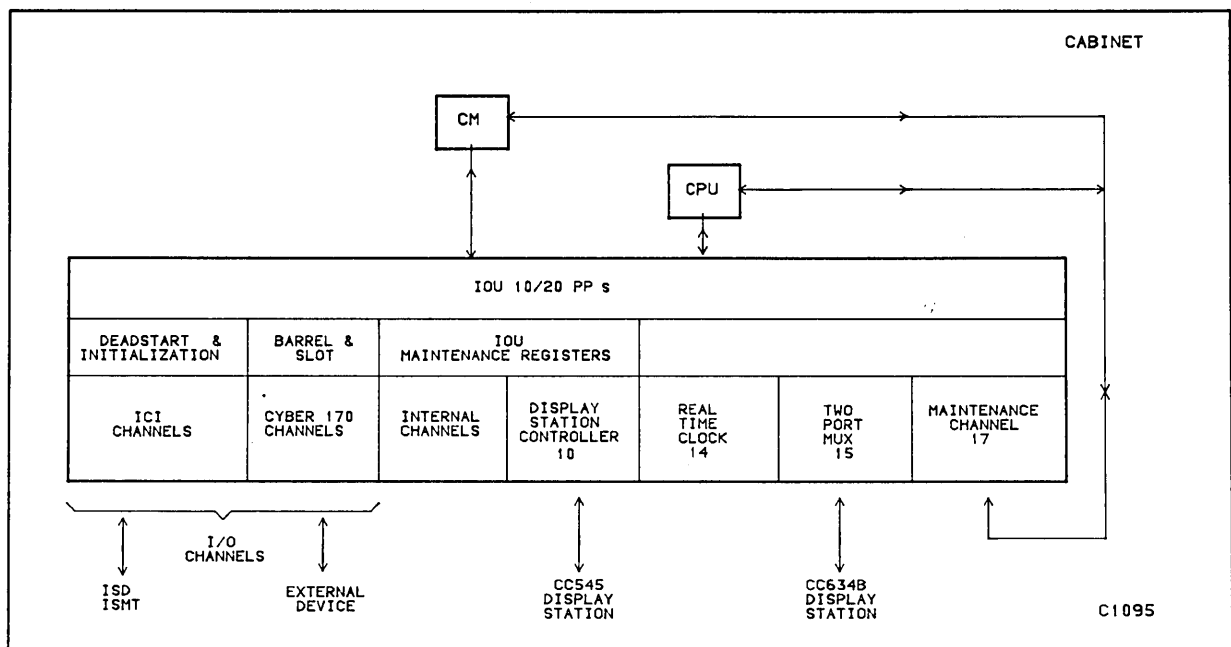 CABINET
CM
CPU
IOU 10/20 PP s
DEADSTART &
INITIALIZATION
BARREL &
SLOT
IOU
MAINTENANCE REGISTERS
ICI
CHANNELS
CYBER 170
CHANNELS
INTERNAL
CHANNELS
DISPLAY
STATION
CONTROLLER
10
REAL
TIME
CLOCK
14
TWO
PORT
MUX
15
MAINTENANCE
CHANNEL
17
I/O
CHANNELS
ISD
ISMT
EXTERNAL
DEVICE
CC545
DISPLAY
STATION
CC634B
DISPLAY
STATION
C1095